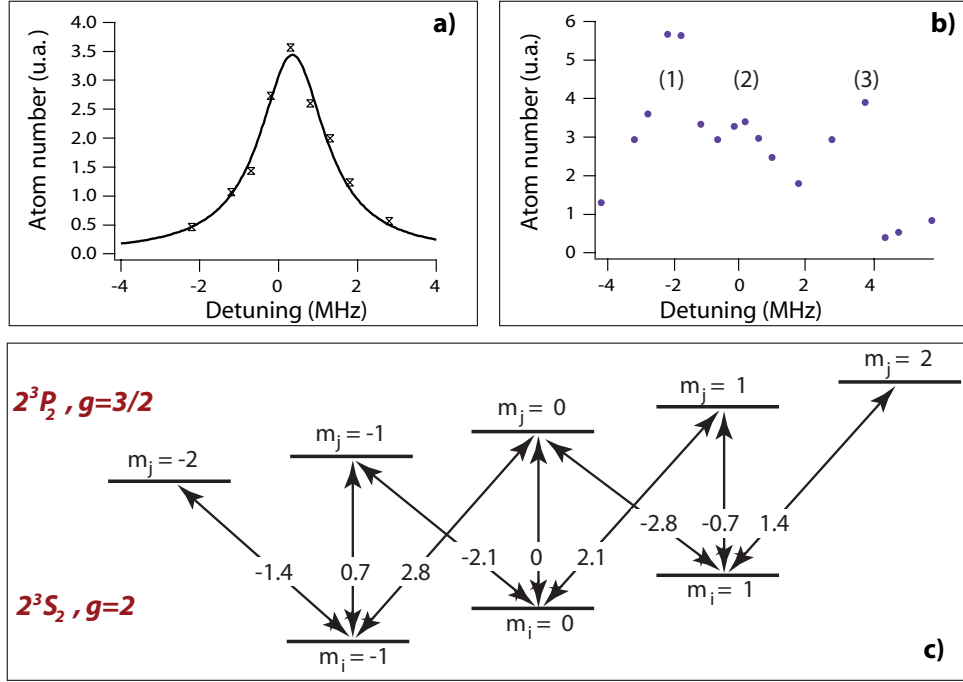 a)
Atom number (u.a.)
4.0
3.5
3.0
2.5
2.0
1.5
1.0
0.5
0.0
-4 -2 0 2 4
Detuning (MHz)
b)
Atom number (u.a.)
6
5
4
3
2
1
0
(1) (2) (3)
-4 -2 0 2 4
Detuning (MHz)
2³P₂ , g=3/2
m_j = -2
m_j = -1
m_j = 0
m_j = 1
m_j = 2
-1.4 0.7 2.8 -2.1 0 2.1 -2.8 -0.7 1.4
2³S₂ , g=2
m_i = -1
m_i = 0
m_i = 1
c)